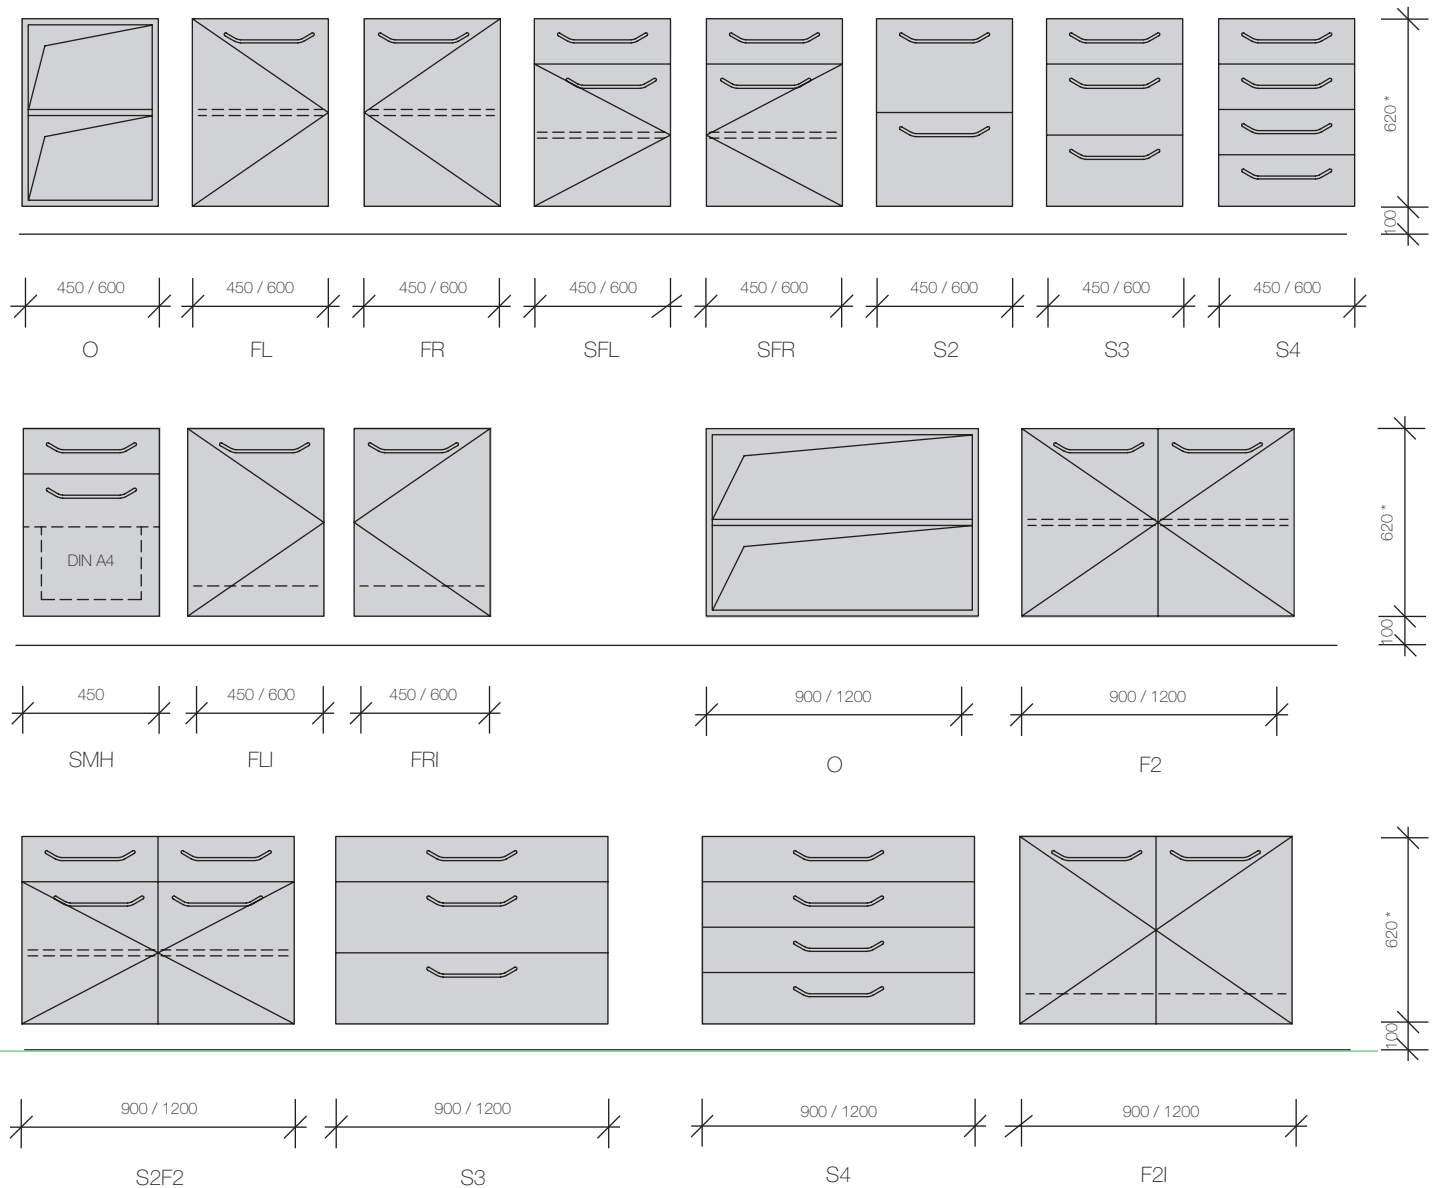 620 *
100
450 / 600 450 / 600 450 / 600 450 / 600 450 / 600 450 / 600 450 / 600 450 / 600
O FL FR SFL SFR S2 S3 S4
DIN A4
620 *
100
450 450 / 600 450 / 600 900 / 1200 900 / 1200
SMH FLI FRI O F2
620 *
100
900 / 1200 900 / 1200 900 / 1200 900 / 1200
S2F2 S3 S4 F2I